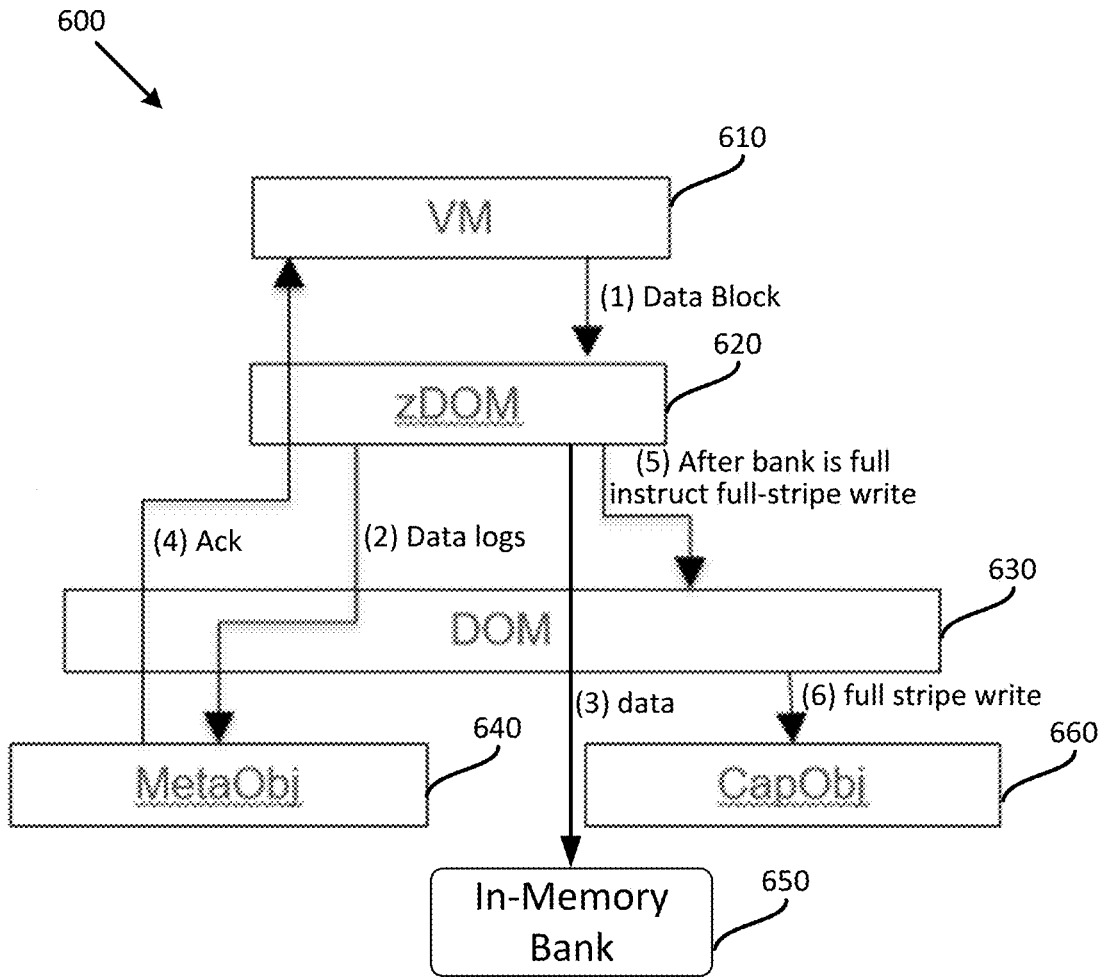 600
610
VM
(1) Data Block
620
zDOM
(5) After bank is full
instruct full-stripe write
(4) Ack
(2) Data logs
630
DOM
(3) data
(6) full stripe write
640
660
MetaObj
CapObj
650
In-Memory
Bank